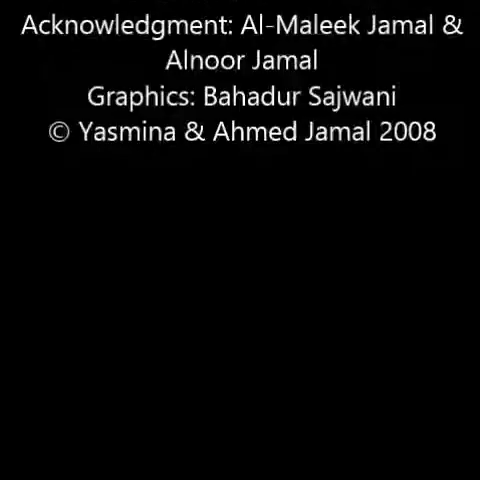 Acknowledgment: Al-Maleek Jamal &
Alnoor Jamal
Graphics: Bahadur Sajwani
© Yasmina & Ahmed Jamal 2008